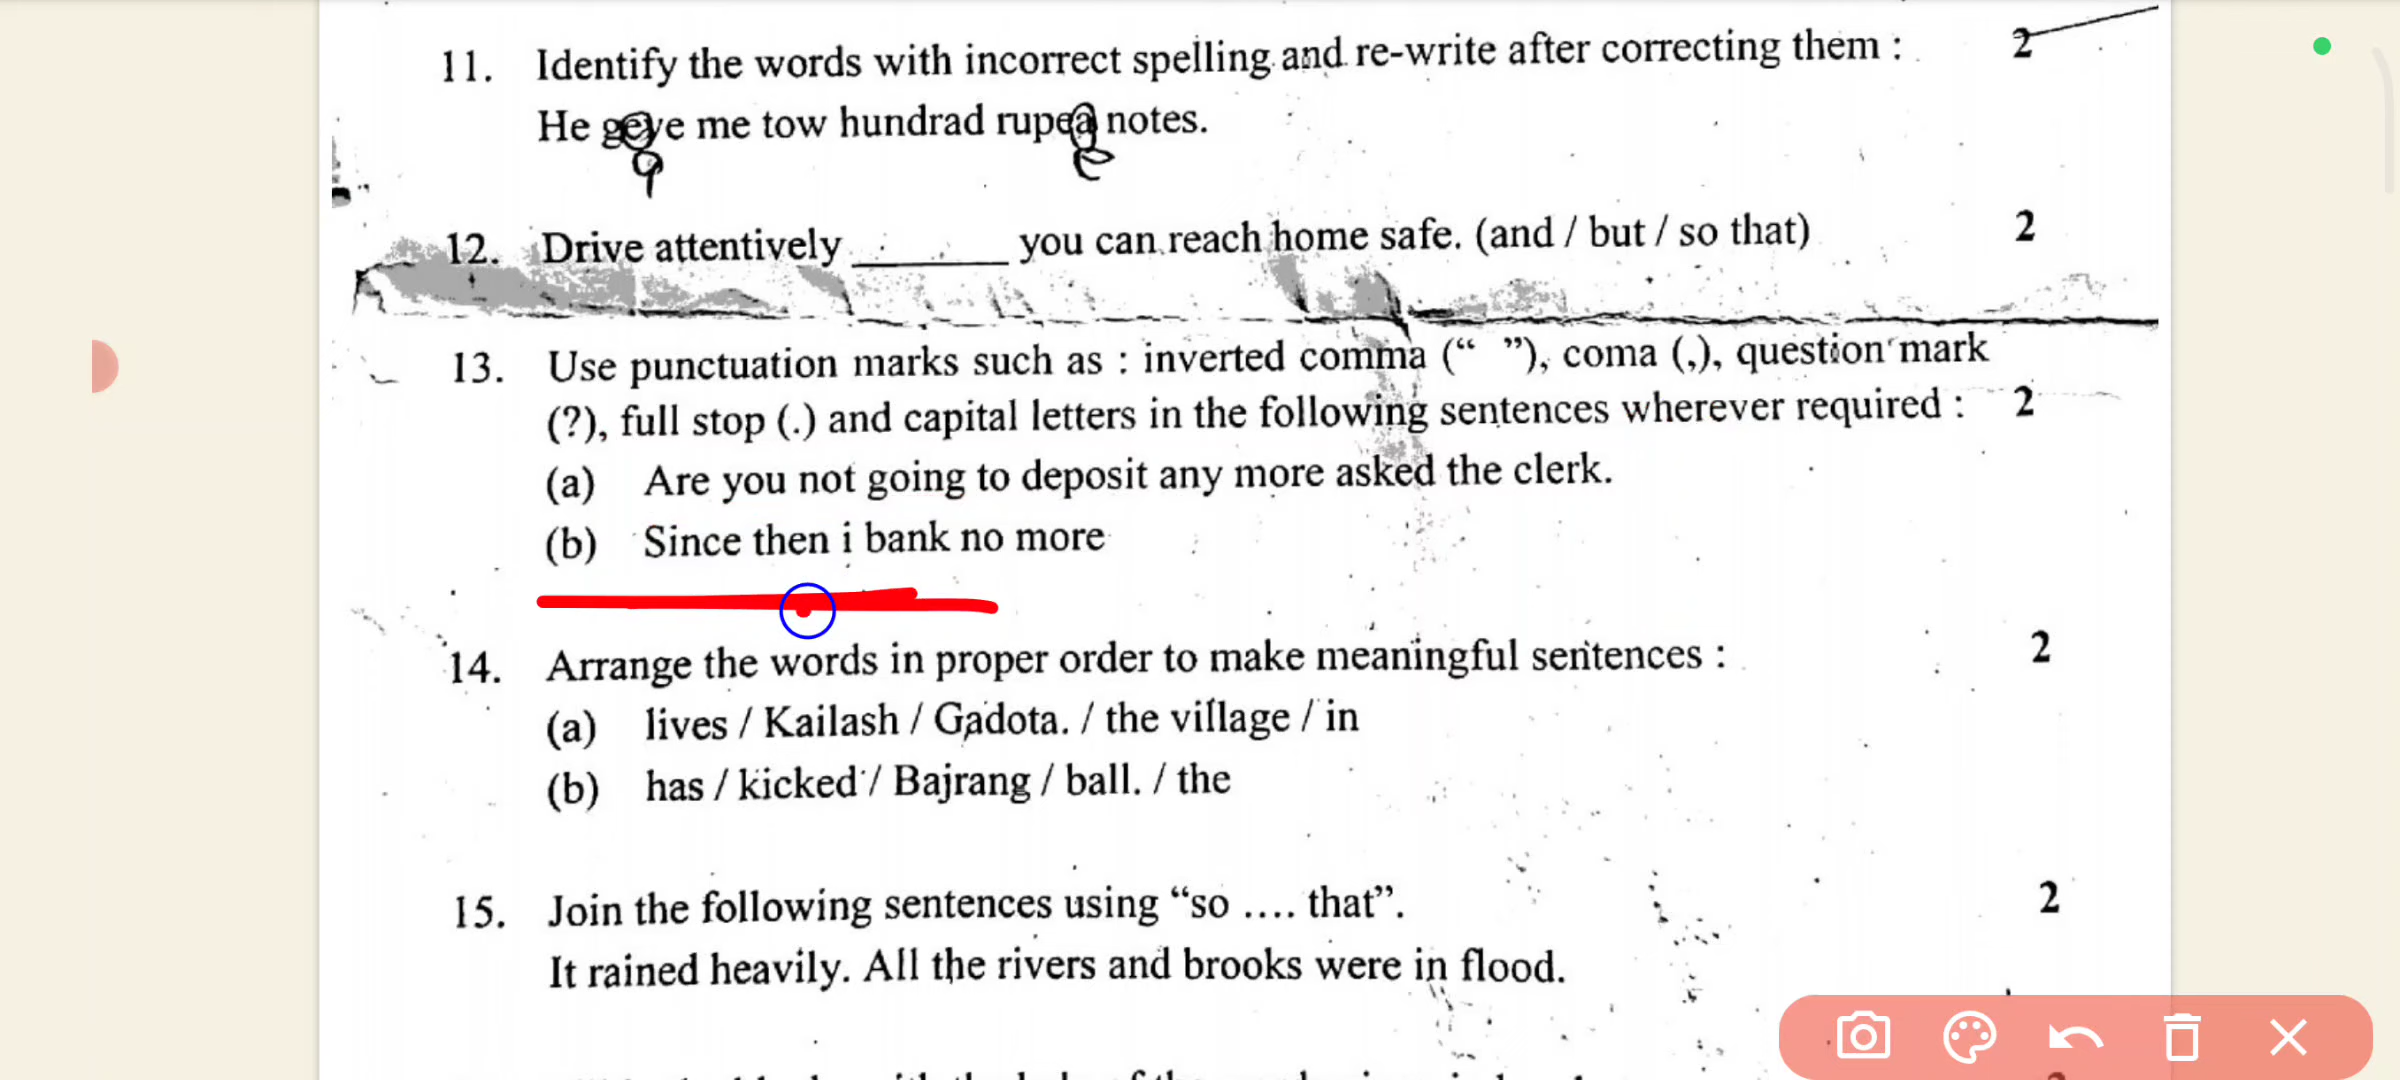 11. Identify the words with incorrect spelling and re-write after correcting them : 2
He geve me tow hundrad rupea notes.
12. Drive attentively ______ you can reach home safe. (and / but / so that) 2
13. Use punctuation marks such as : inverted comma (“ ”), coma (,), question mark
(?), full stop (.) and capital letters in the following sentences wherever required : 2
(a) Are you not going to deposit any more asked the clerk.
(b) Since then i bank no more
14. Arrange the words in proper order to make meaningful sentences : 2
(a) lives / Kailash / Gadota. / the village / in
(b) has / kicked / Bajrang / ball. / the
15. Join the following sentences using “so .... that”. 2
It rained heavily. All the rivers and brooks were in flood.